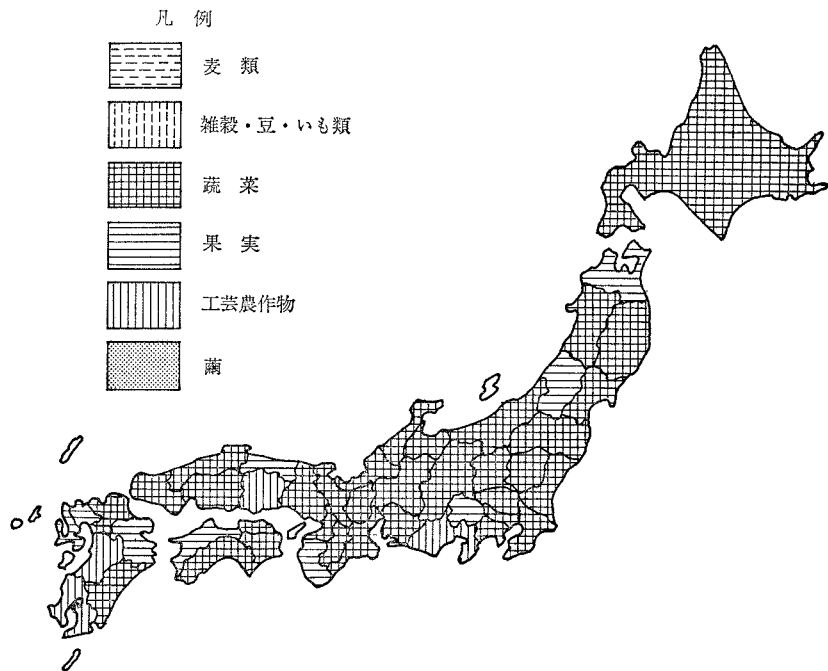 凡 例
麦 類
雑穀・豆・いも類
蔬 菜
果 実
工芸農作物
繭